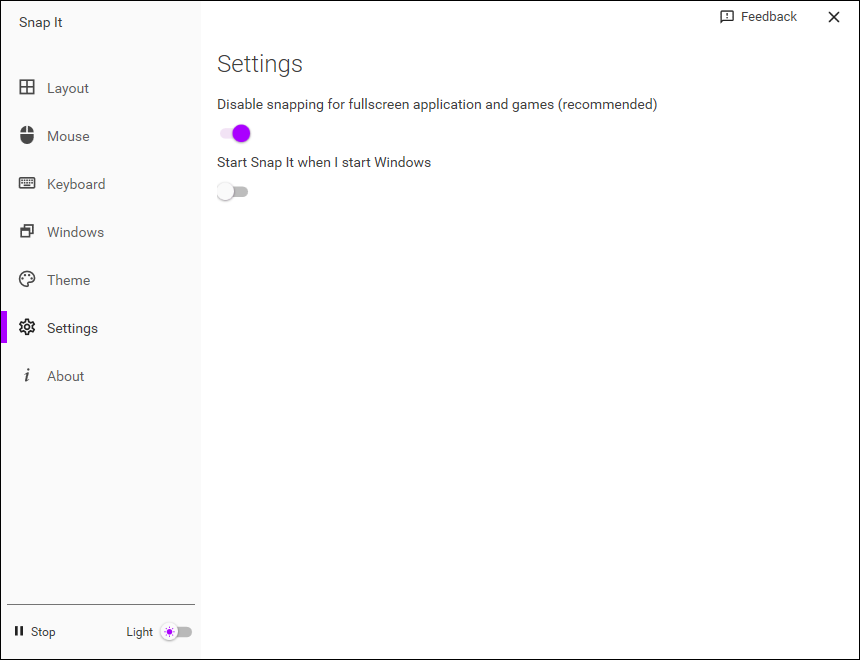 Snap It
Feedback
Layout
Mouse
Keyboard
Windows
Theme
Settings
About
Stop
Light
Settings
Disable snapping for fullscreen application and games (recommended)
Start Snap It when I start Windows